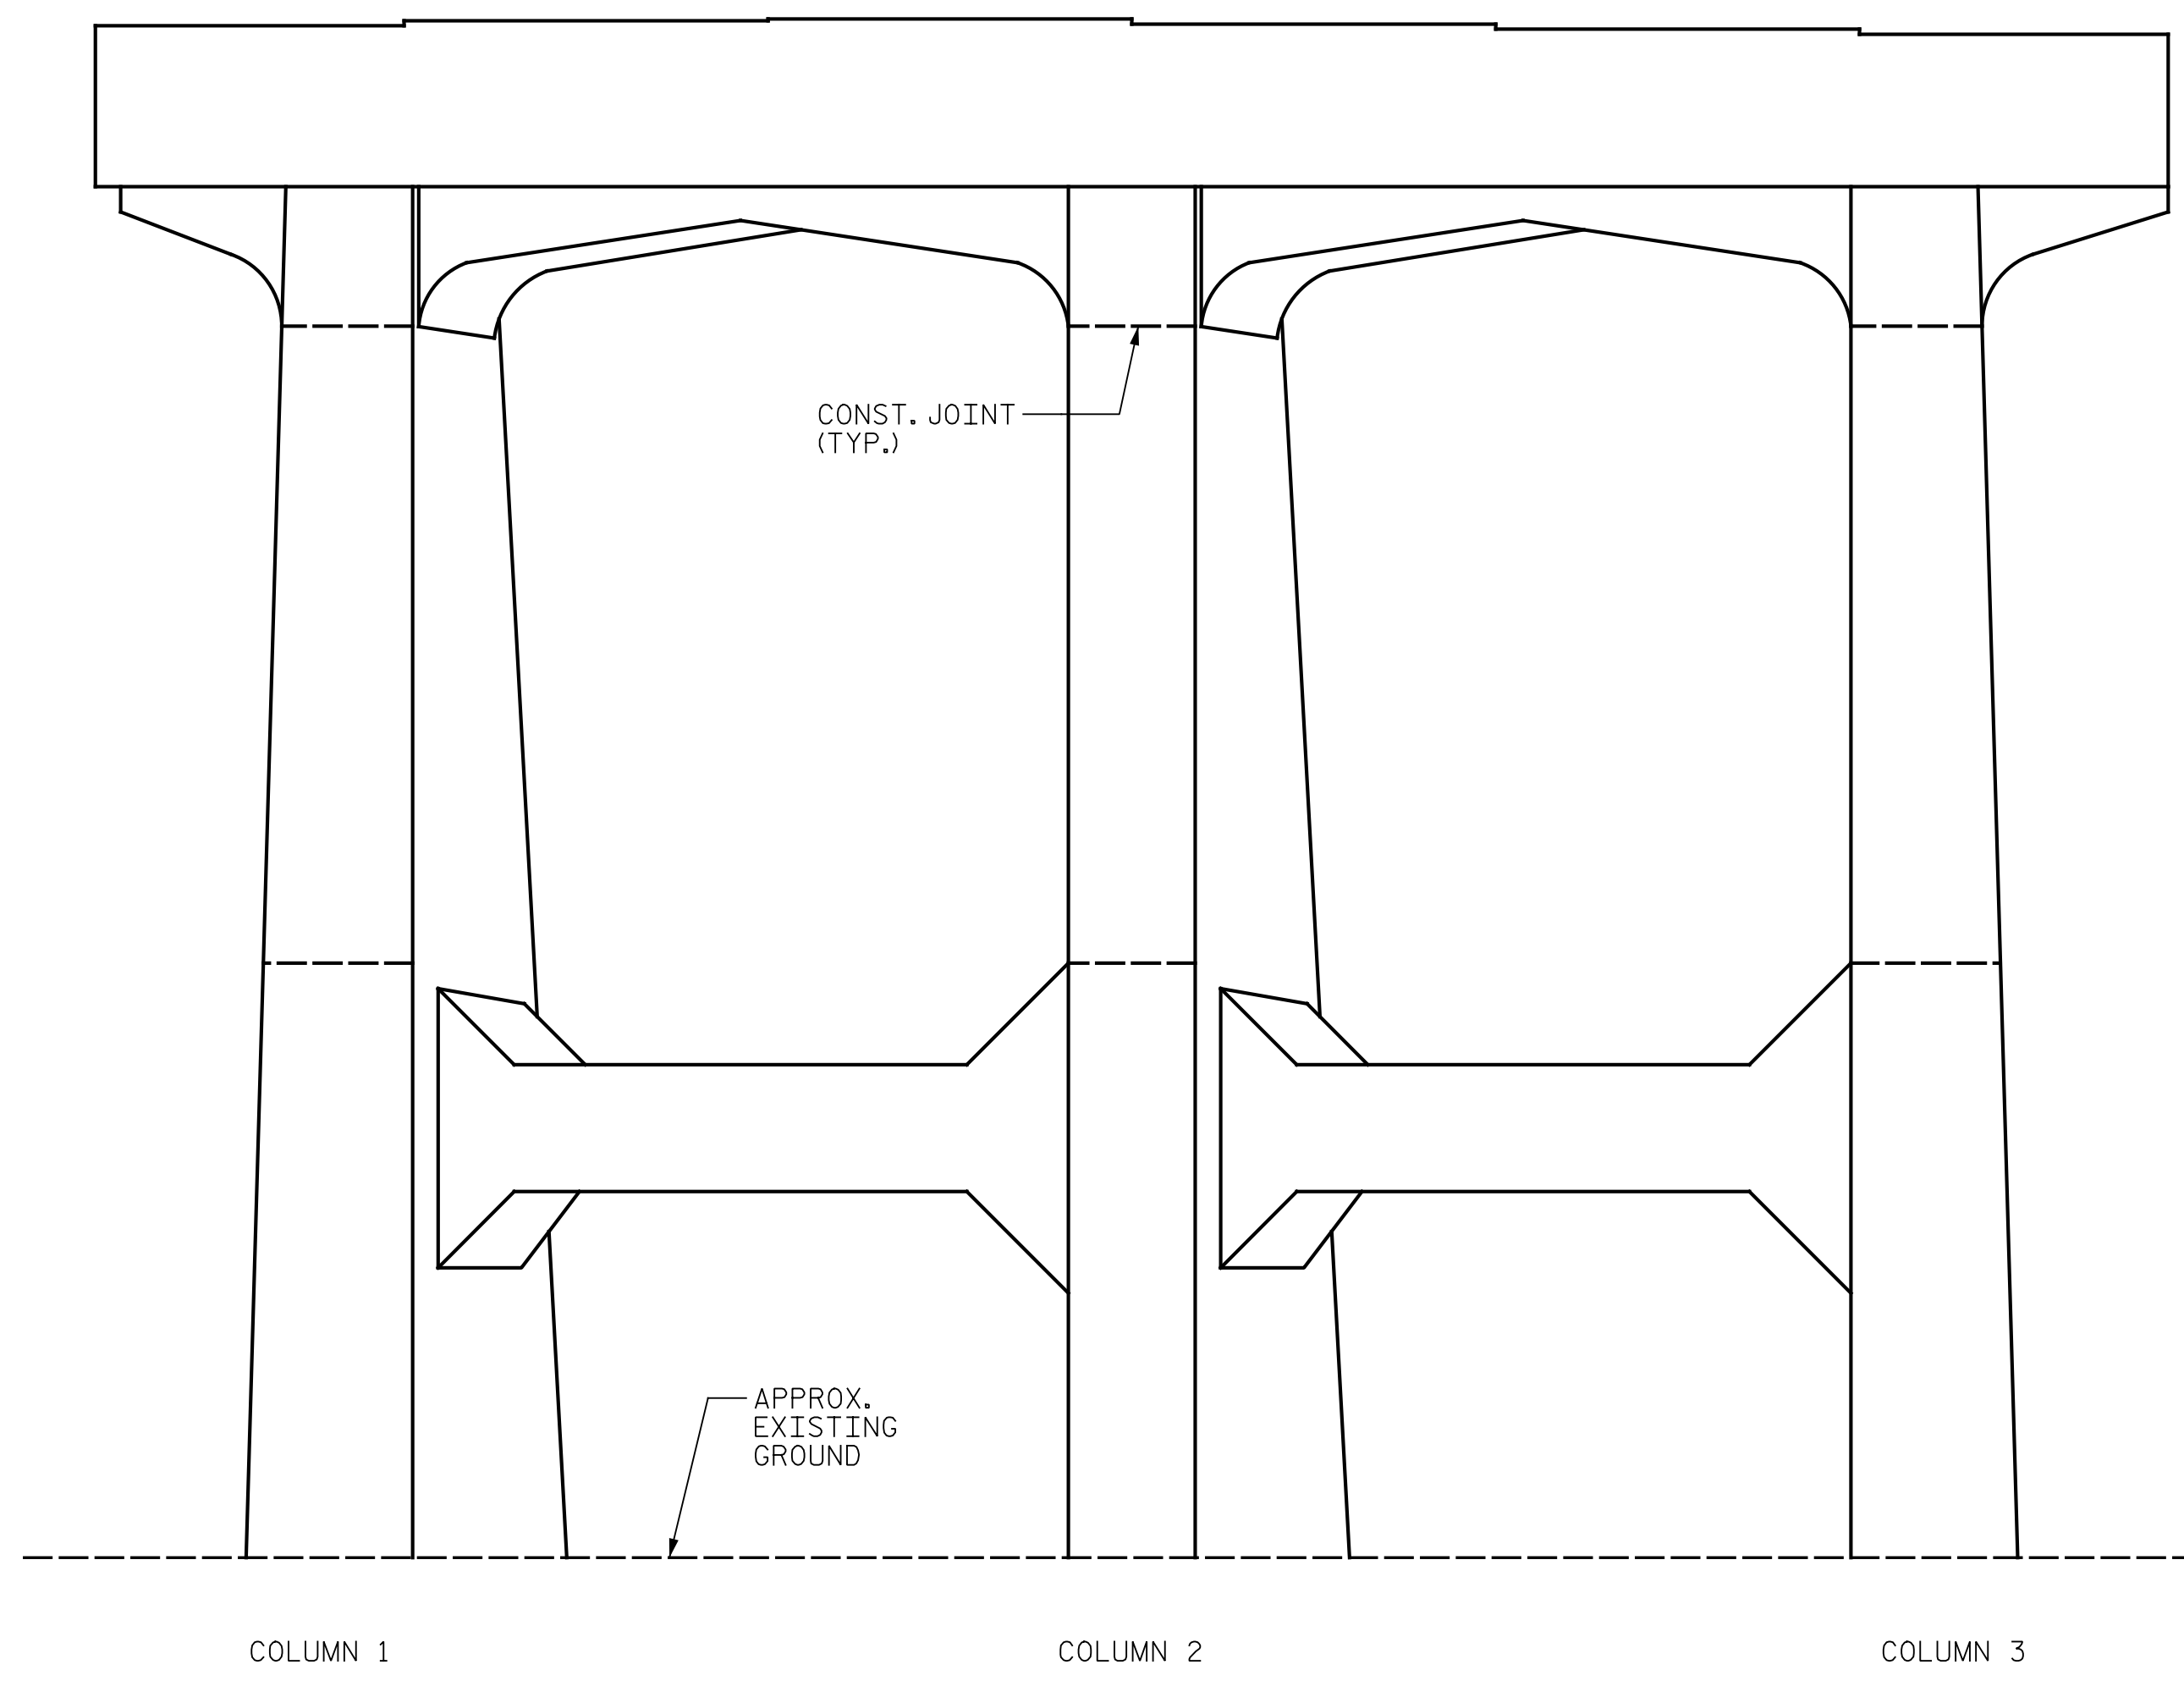 CONST. JOINT
(TYP.)
APPROX.
EXISTING
GROUND
COLUMN 1
COLUMN 2
COLUMN 3